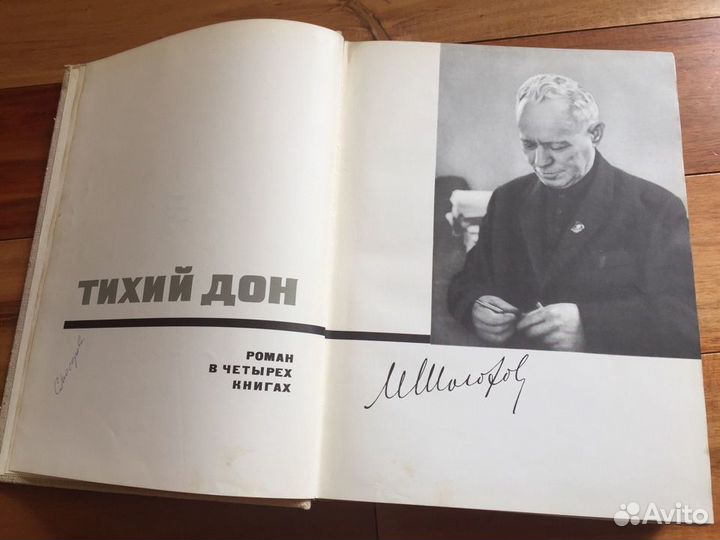 ТИХИЙ ДОН
РОМАН
В ЧЕТЫРЕХ
КНИГАХ
МШолохов
Avito